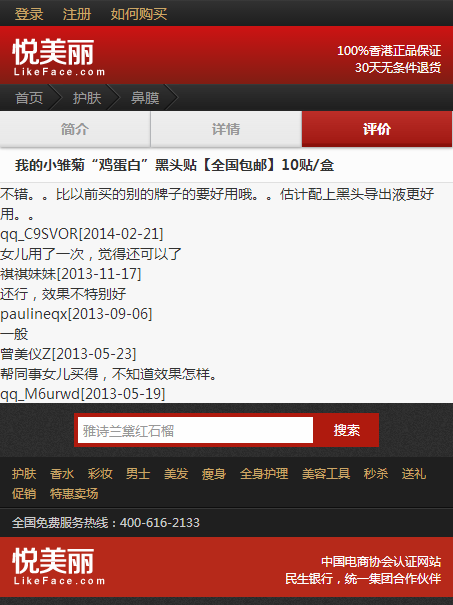 登录 注册 如何购买
悦美丽
LikeFace.com
100%香港正品保证
30天无条件退货
首页 护肤 鼻膜
简介 详情 评价
我的小雏菊“鸡蛋白”黑头贴【全国包邮】10贴/盒
不错。。比以前买的别的牌子的要好用哦。。估计配上黑头导出液更好
用。。
qq_C9SVOR[2014-02-21]
女儿用了一次，觉得还可以了
祺祺妹妹[2013-11-17]
还行，效果不特别好
paulineqx[2013-09-06]
一般
曾美仪Z[2013-05-23]
帮同事女儿买得，不知道效果怎样。
qq_M6urwd[2013-05-19]
雅诗兰黛红石榴 搜索
护肤 香水 彩妆 男士 美发 瘦身 全身护理 美容工具 秒杀 送礼
促销 特惠卖场
全国免费服务热线：400-616-2133
悦美丽
LikeFace.com
中国电商协会认证网站
民生银行，统一集团合作伙伴